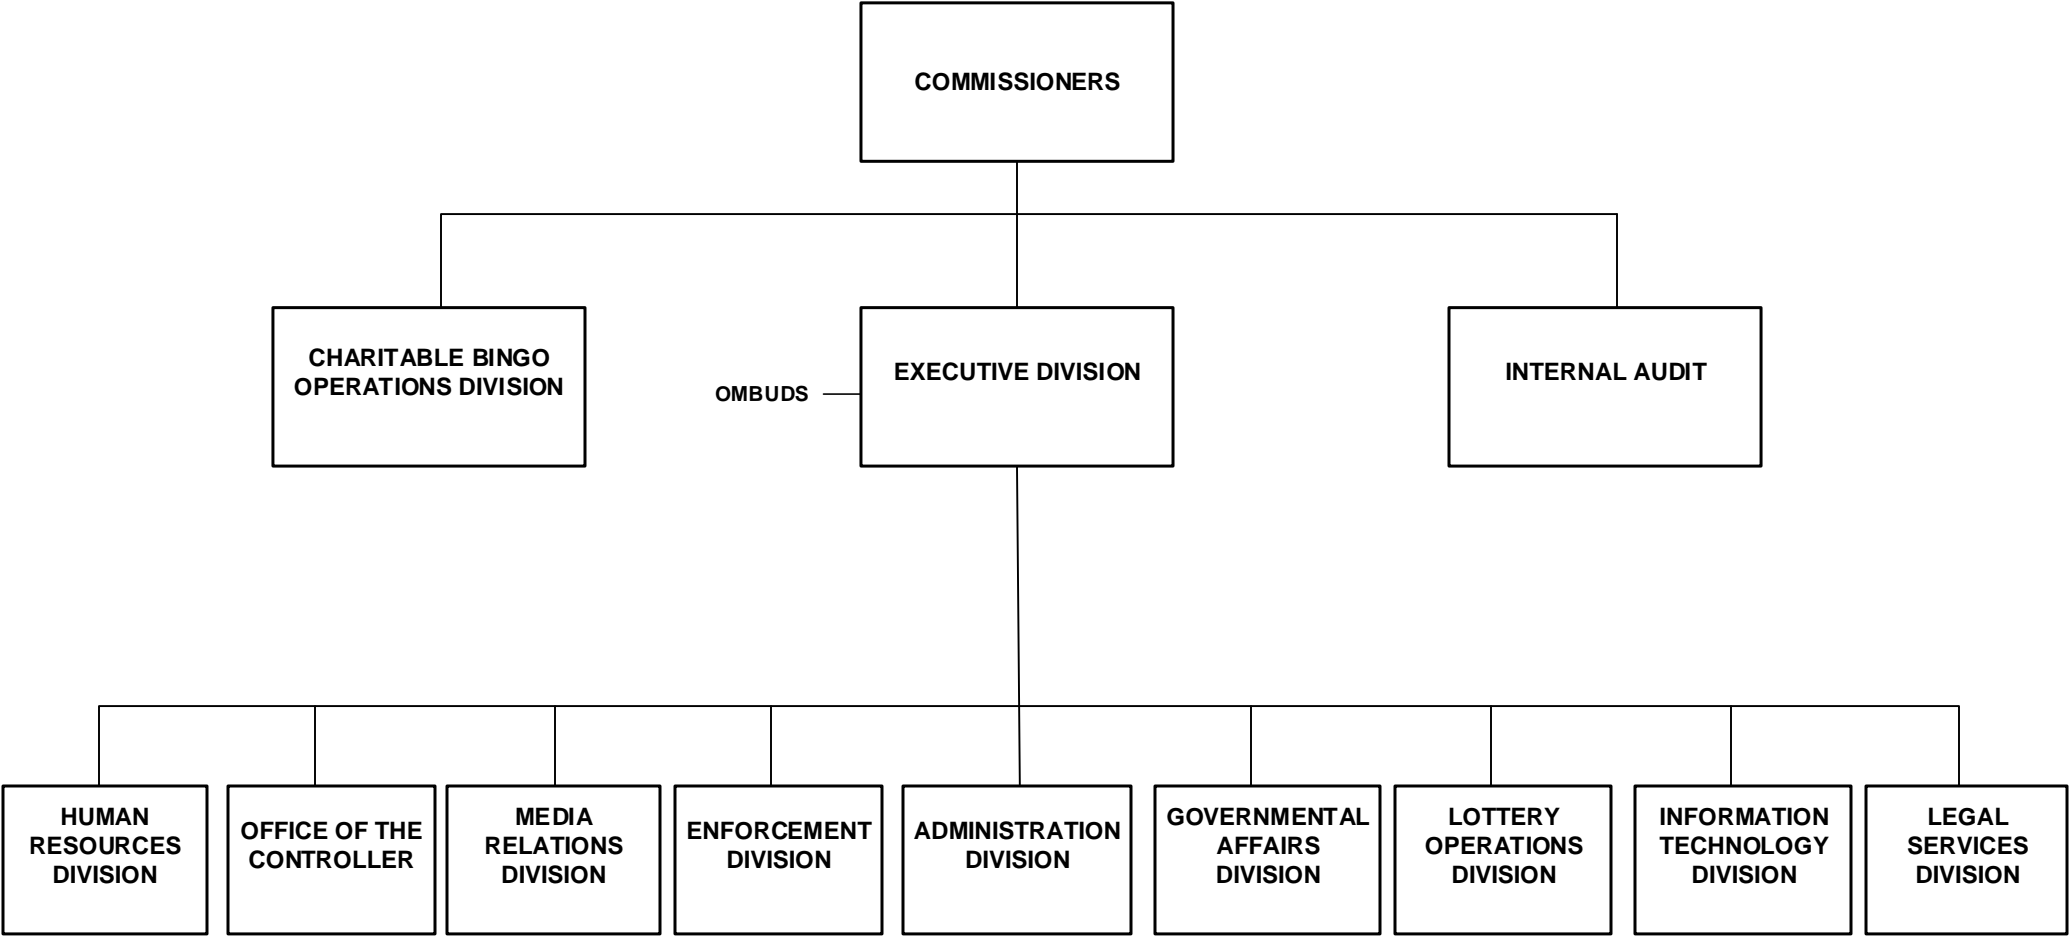 COMMISSIONERS
CHARITABLE BINGO
OPERATIONS DIVISION
OMBUDS
EXECUTIVE DIVISION
INTERNAL AUDIT
HUMAN
RESOURCES
DIVISION
OFFICE OF THE
CONTROLLER
MEDIA
RELATIONS
DIVISION
ENFORCEMENT
DIVISION
ADMINISTRATION
DIVISION
GOVERNMENTAL
AFFAIRS
DIVISION
LOTTERY
OPERATIONS
DIVISION
INFORMATION
TECHNOLOGY
DIVISION
LEGAL
SERVICES
DIVISION